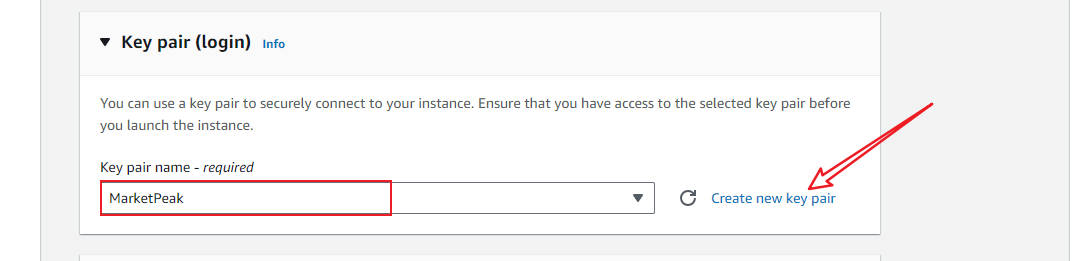 Key pair (login) Info
You can use a key pair to securely connect to your instance. Ensure that you have access to the selected key pair before
you launch the instance.
Key pair name - required
MarketPeak
Create new key pair